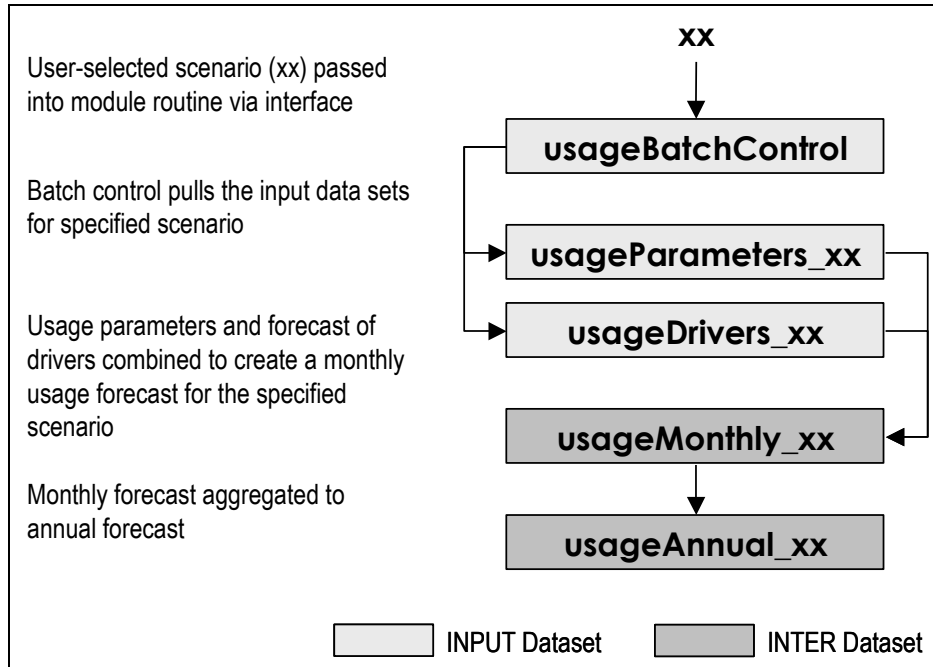 xx
User-selected scenario (xx) passed
into module routine via interface
usageBatchControl
Batch control pulls the input data sets
for specified scenario
usageParameters_xx
usageDrivers_xx
Usage parameters and forecast of
drivers combined to create a monthly
usage forecast for the specified
scenario
usageMonthly_xx
Monthly forecast aggregated to
annual forecast
usageAnnual_xx
INPUT Dataset
INTER Dataset